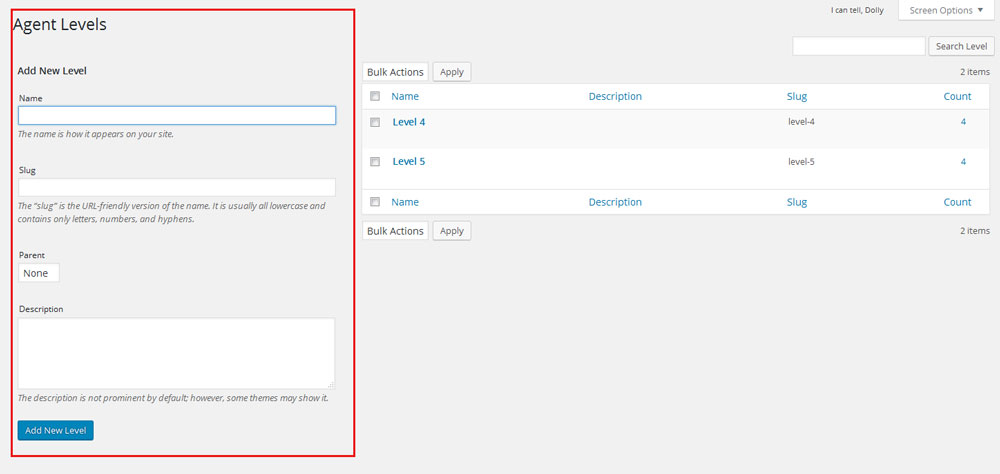 I can tell, Dolly
Screen Options ▼
Agent Levels
Search Level
Add New Level
Name
The name is how it appears on your site.
Slug
The “slug” is the URL-friendly version of the name. It is usually all lowercase and
contains only letters, numbers, and hyphens.
Parent
None
Description
The description is not prominent by default; however, some themes may show it.
Add New Level
Bulk Actions Apply 2 items
Name Description Slug Count
Level 4 level-4 4
Level 5 level-5 4
Name Description Slug Count
Bulk Actions Apply 2 items